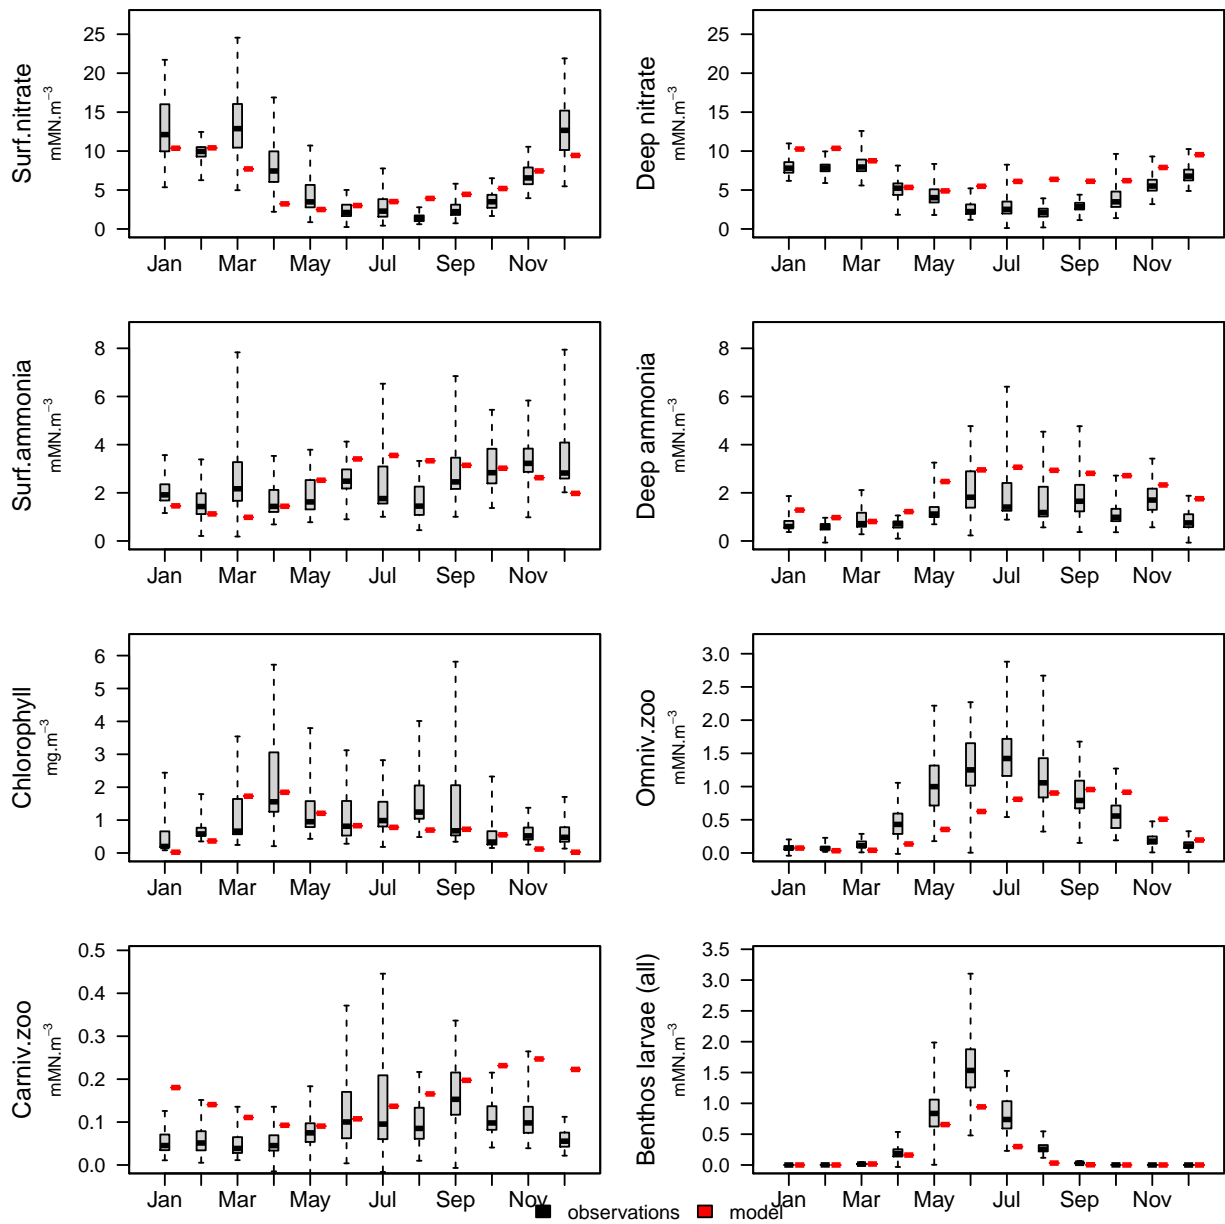 Surf.nitrate
mMN.m⁻³
25
20
15
10
5
0
Jan Mar May Jul Sep Nov
Deep nitrate
mMN.m⁻³
25
20
15
10
5
0
Jan Mar May Jul Sep Nov
Surf.ammonia
mMN.m⁻³
8
6
4
2
0
Jan Mar May Jul Sep Nov
Deep ammonia
mMN.m⁻³
8
6
4
2
0
Jan Mar May Jul Sep Nov
Chlorophyll
mg.m⁻³
6
5
4
3
2
1
0
Jan Mar May Jul Sep Nov
Omniv.zoo
mMN.m⁻³
3.0
2.5
2.0
1.5
1.0
0.5
0.0
Jan Mar May Jul Sep Nov
Carniv.zoo
mMN.m⁻³
0.5
0.4
0.3
0.2
0.1
0.0
Jan Mar May Jul Sep Nov
Benthos larvae (all)
mMN.m⁻³
3.5
3.0
2.5
2.0
1.5
1.0
0.5
0.0
Jan Mar May Jul Sep Nov
observations model